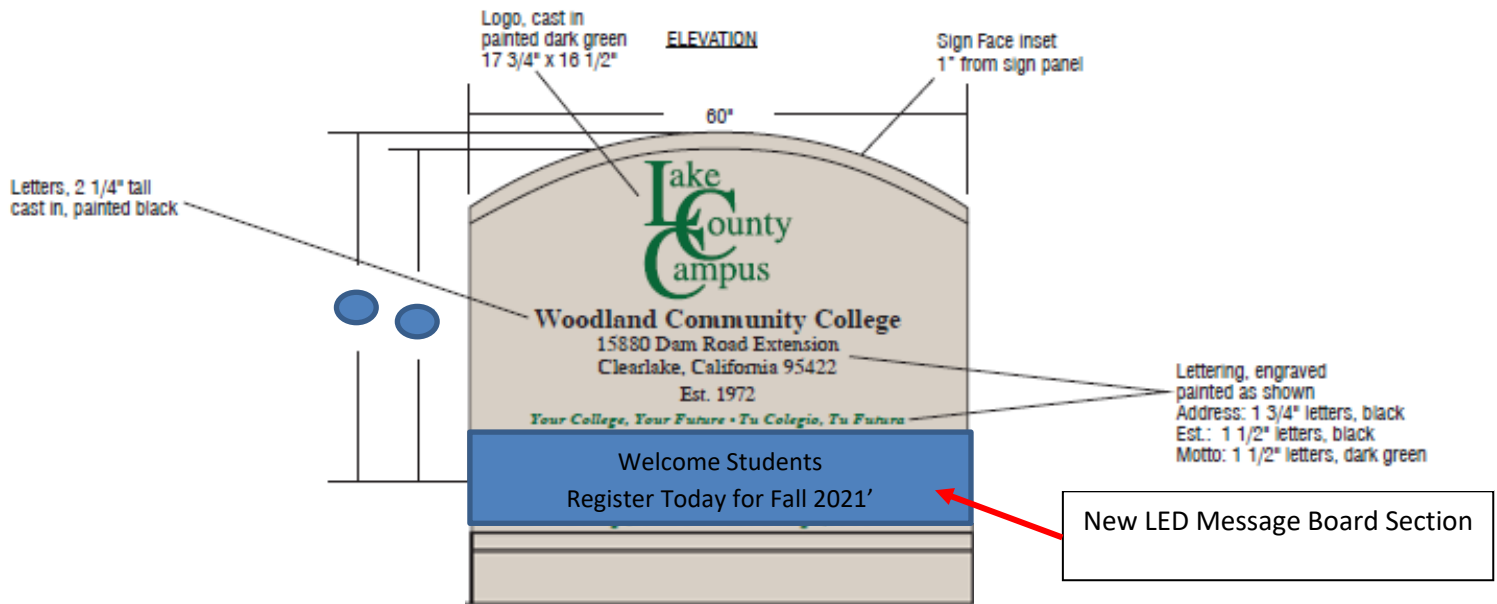 Logo, cast in
painted dark green
17 3/4" x 16 1/2"
ELEVATION
Sign Face inset
1" from sign panel
60"
Letters, 2 1/4" tall
cast in, painted black
Lake
County
Campus
Woodland Community College
15880 Dam Road Extension
Clearlake, California 95422
Est. 1972
Your College, Your Future • Tu Colegio, Tu Futura
Lettering, engraved
painted as shown
Address: 1 3/4" letters, black
Est.: 1 1/2" letters, black
Motto: 1 1/2" letters, dark green
Welcome Students
Register Today for Fall 2021’
New LED Message Board Section